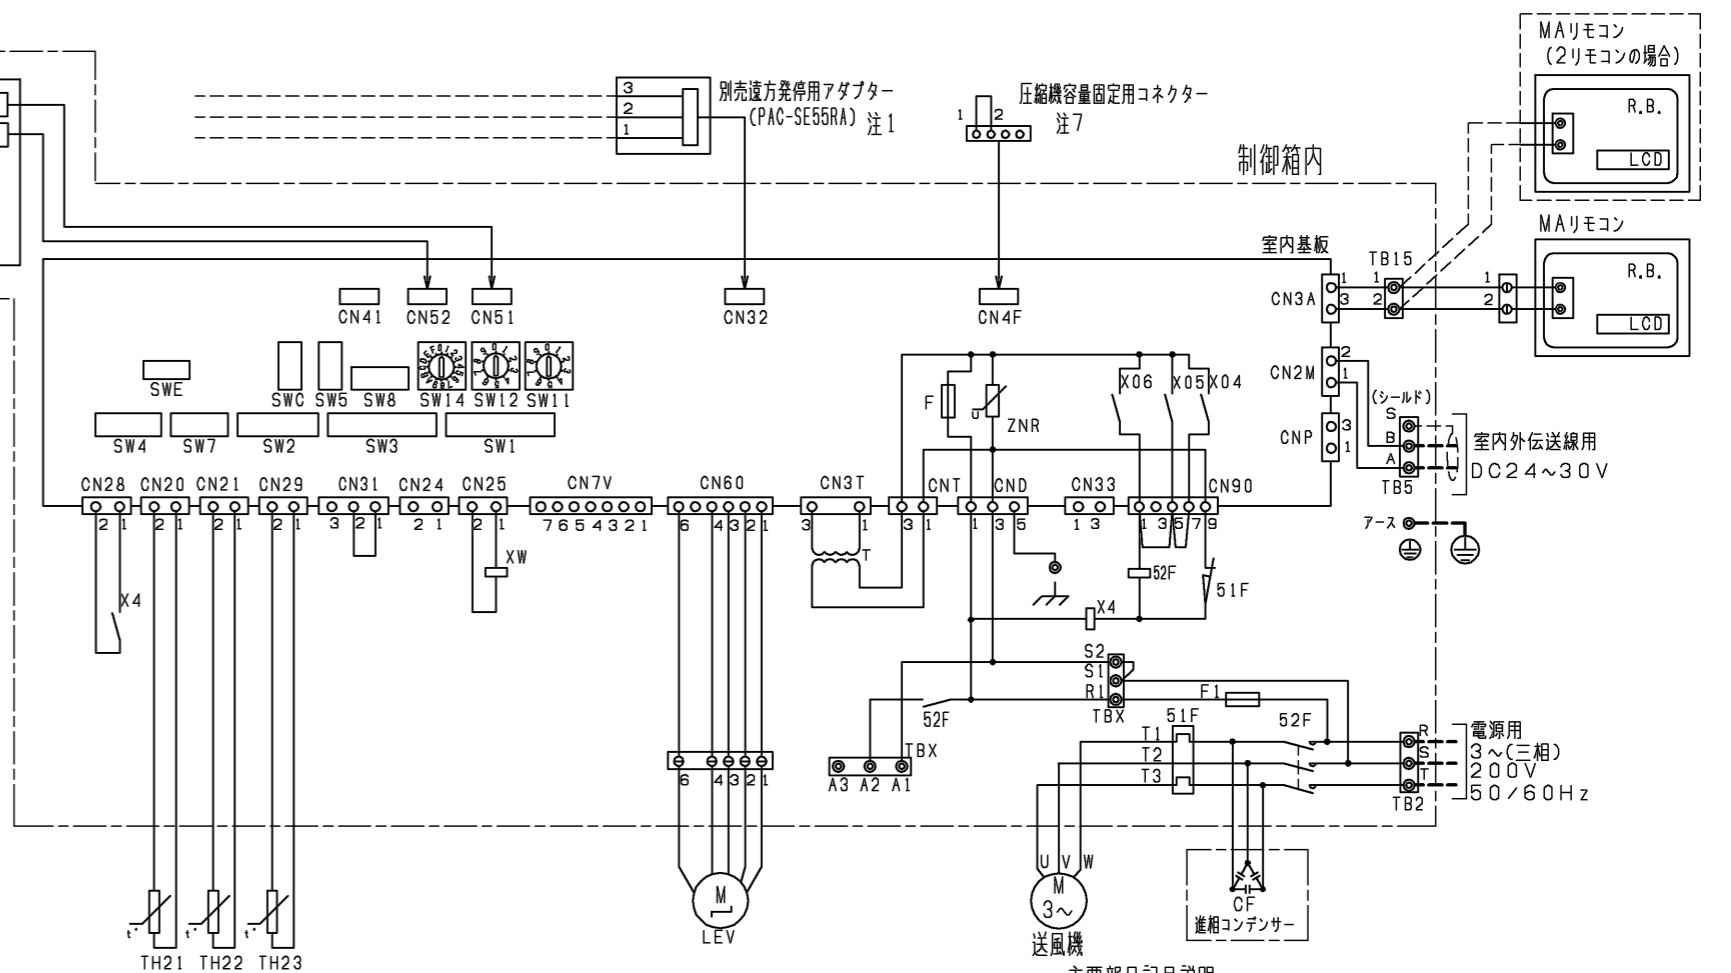 MAリモコン
(2リモコンの場合)
R.B.
LCD
3
2
1
別売遠方発停用アダプター
(PAC-SE55RA) 注1
1 2
圧縮機容量固定用コネクター
注7
制御箱内
MAリモコン
R.B.
LCD
室内基板
TB15
CN3A
1
3
1
2
1
2
CN41 CN52 CN51 CN32 CN4F
SWE SWC SW5 SW8 SW14 SW12 SW11
SW4 SW7 SW2 SW3 SW1
F
ZNR
X06 X05 X04
CN2M
2
1
CNP
3
1
(シールド)
S
B
A
TB5
室内外伝送線用
DC24~30V
アース
CN28 CN20 CN21 CN29 CN31 CN24 CN25 CN7V CN60 CN3T CNT CND CN33 CN90
2 1 2 1 2 1 2 1 3 2 1 2 1 2 1 7 6 5 4 3 2 1 6 4 3 2 1 3 1 3 1 1 3 5 1 3 1 3 5 7 9
X4
XW
T
52F
51F
X4
S2
S1
R1
TBX
F1
52F
TBX
A3 A2 A1
6 4 3 2 1
T1
T2
T3
51F
52F
R
S
T
TB2
電源用
3~(三相)
200V
50/60Hz
U V W
M
3~
送風機
CF
進相コンデンサー
M
LEV
t°
t°
t°
TH21 TH22 TH23